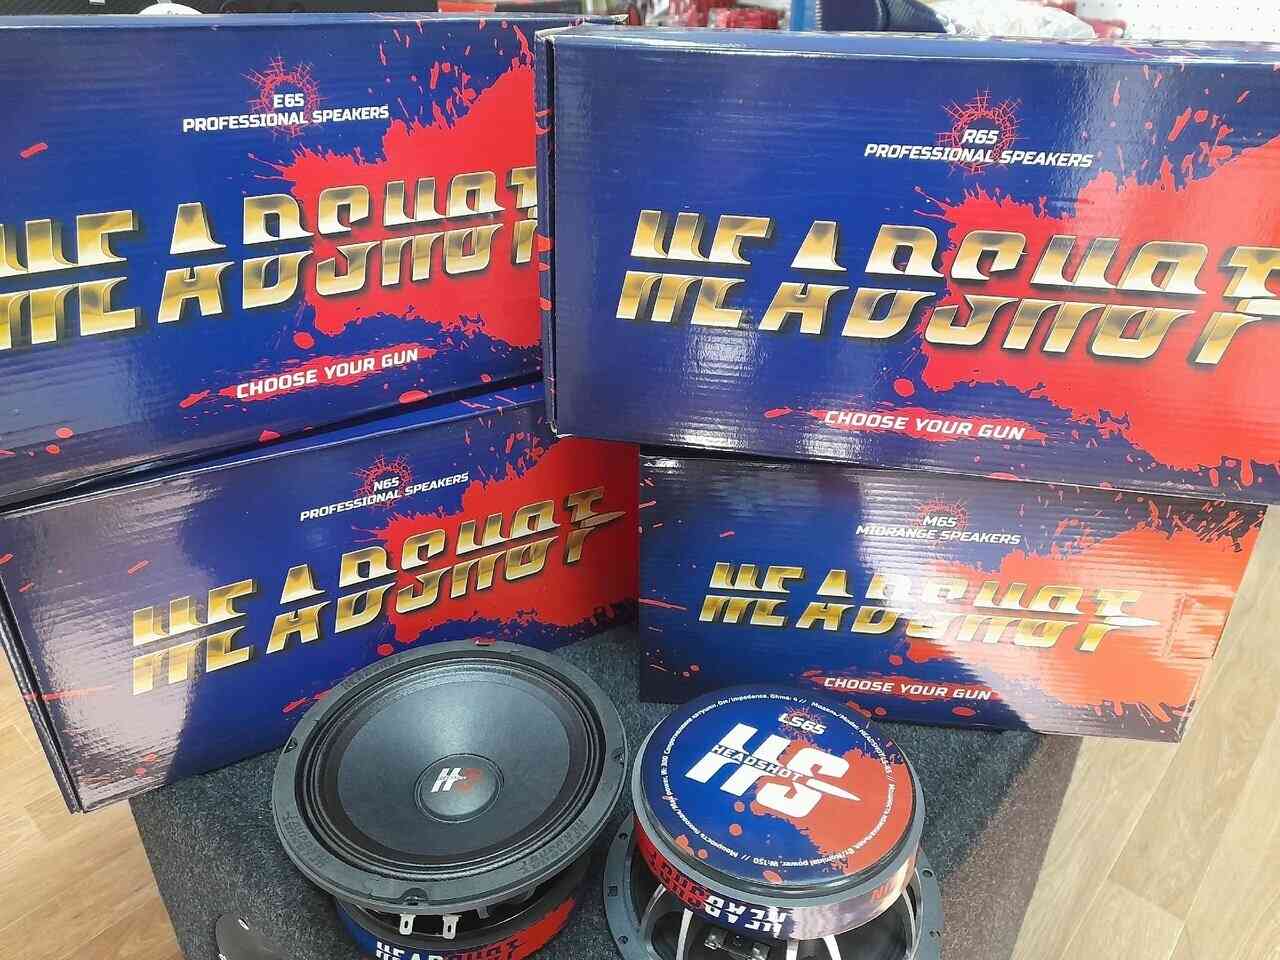 E65
PROFESSIONAL SPEAKERS
HEADSHOT
CHOOSE YOUR GUN
R65
PROFESSIONAL SPEAKERS
HEADSHOT
CHOOSE YOUR GUN
N65
PROFESSIONAL SPEAKERS
HEADSHOT
M65
MIDRANGE SPEAKERS
HEADSHOT
CHOOSE YOUR GUN
LS65
HS
HEADSHOT
HEADSHOT
HEADSHOT